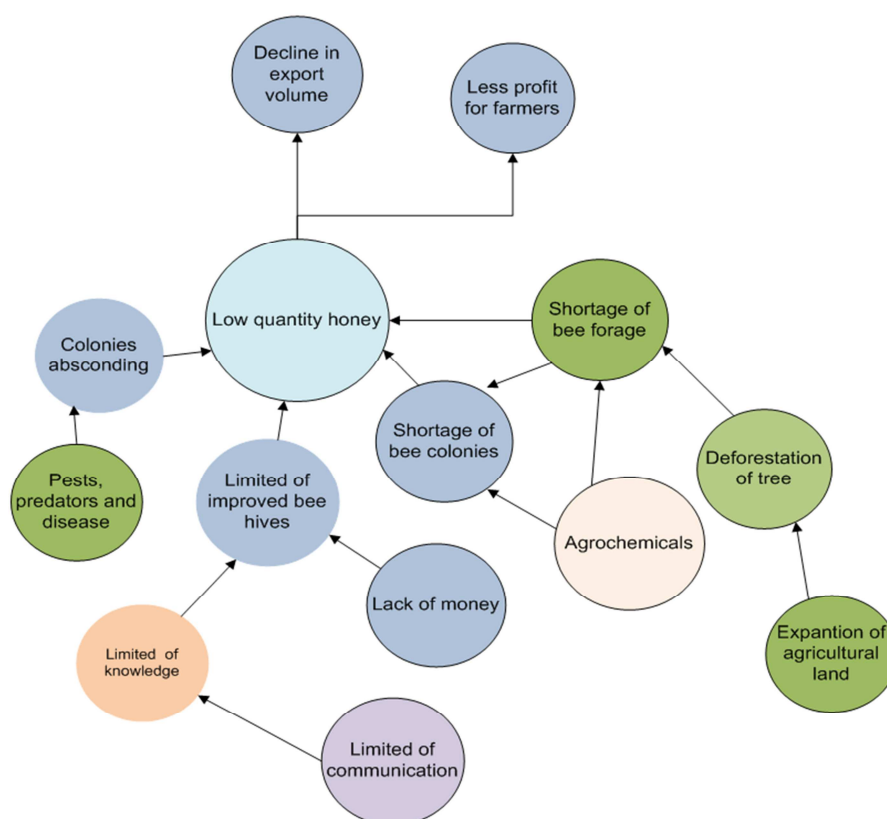 Decline in
export
volume
Less profit
for farmers
Low quantity honey
Shortage of
bee forage
Colonies
absconding
Shortage of
bee colonies
Deforestation
of tree
Pests,
predators and
disease
Limited of
improved bee
hives
Agrochemicals
Lack of money
Expantion of
agricultural
land
Limited of
knowledge
Limited of
communication